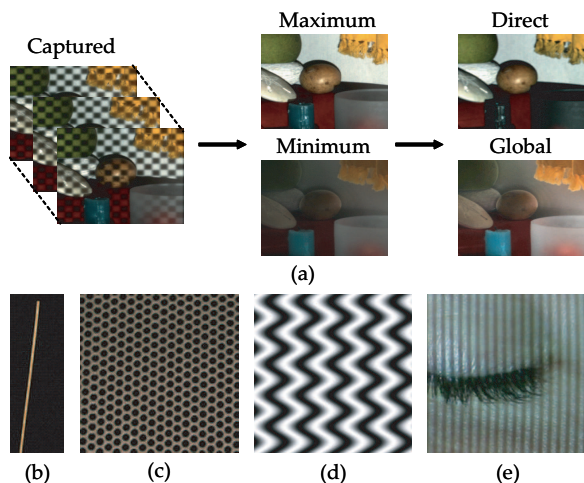 Captured
Maximum
Direct
Minimum
Global
(a)
(b)
(c)
(d)
(e)